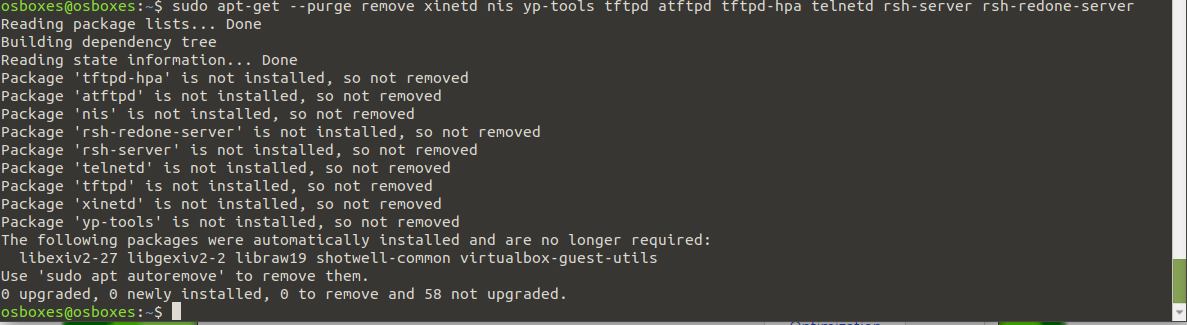 osboxes@osboxes:~$ sudo apt-get --purge remove xinetd nis yp-tools tftpd atftpd tftpd-hpa telnetd rsh-server rsh-redone-server
Reading package lists... Done
Building dependency tree
Reading state information... Done
Package 'tftpd-hpa' is not installed, so not removed
Package 'atftpd' is not installed, so not removed
Package 'nis' is not installed, so not removed
Package 'rsh-redone-server' is not installed, so not removed
Package 'rsh-server' is not installed, so not removed
Package 'telnetd' is not installed, so not removed
Package 'tftpd' is not installed, so not removed
Package 'xinetd' is not installed, so not removed
Package 'yp-tools' is not installed, so not removed
The following packages were automatically installed and are no longer required:
  libexiv2-27 libgexiv2-2 libraw19 shotwell-common virtualbox-guest-utils
Use 'sudo apt autoremove' to remove them.
0 upgraded, 0 newly installed, 0 to remove and 58 not upgraded.
osboxes@osboxes:~$
Optimization